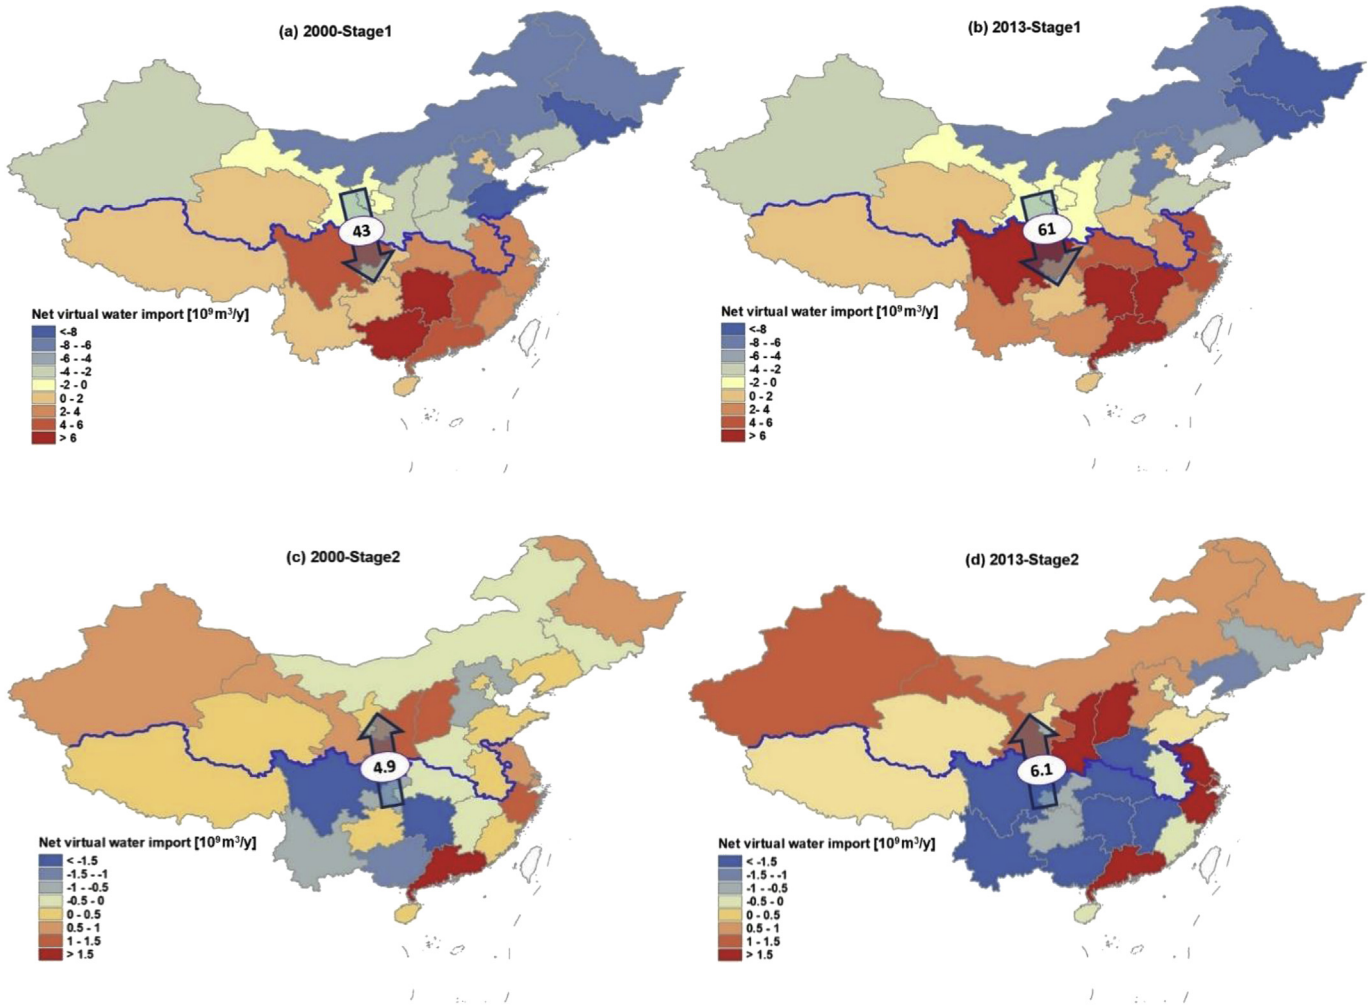 (a) 2000-Stage1
43
Net virtual water import [10⁹m³/y]
<-8
-8 - -6
-6 - -4
-4 - -2
-2 - 0
0 - 2
2- 4
4 - 6
> 6
(b) 2013-Stage1
61
Net virtual water import [10⁹m³/y]
<-8
-8 - -6
-6 - -4
-4 - -2
-2 - 0
0 - 2
2- 4
4 - 6
> 6
(c) 2000-Stage2
4.9
Net virtual water import [10⁹m³/y]
< -1.5
-1.5 - -1
-1 - -0.5
-0.5 - 0
0 - 0.5
0.5 - 1
1 - 1.5
> 1.5
(d) 2013-Stage2
6.1
Net virtual water import [10⁹m³/y]
< -1.5
-1.5 - -1
-1 - -0.5
-0.5 - 0
0 - 0.5
0.5 - 1
1 - 1.5
> 1.5